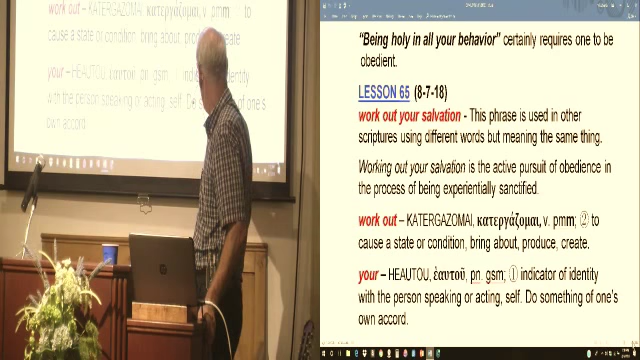 work out – KATERGAZOMAI, κατεργάζομαι, v. pmm
cause a state or condition, bring about, produce, create.
your – HEAUTOU, ἑαυτοῦ, pn. gsm
with the person speaking or acting, self. Do something of one's
own accord.
"Being holy in all your behavior" certainly requires one to be
obedient.
LESSON 65 (8-7-18)
work out your salvation - This phrase is used in other
scriptures using different words but meaning the same thing.
Working out your salvation is the active pursuit of obedience in
the process of being experientially sanctified.
work out – KATERGAZOMAI, κατεργάζομαι, v. pmm; ② to
cause a state or condition, bring about, produce, create.
your – HEAUTOU, ἑαυτοῦ, pn. gsm; ① indicator of identity
with the person speaking or acting, self. Do something of one's
own accord.
hp